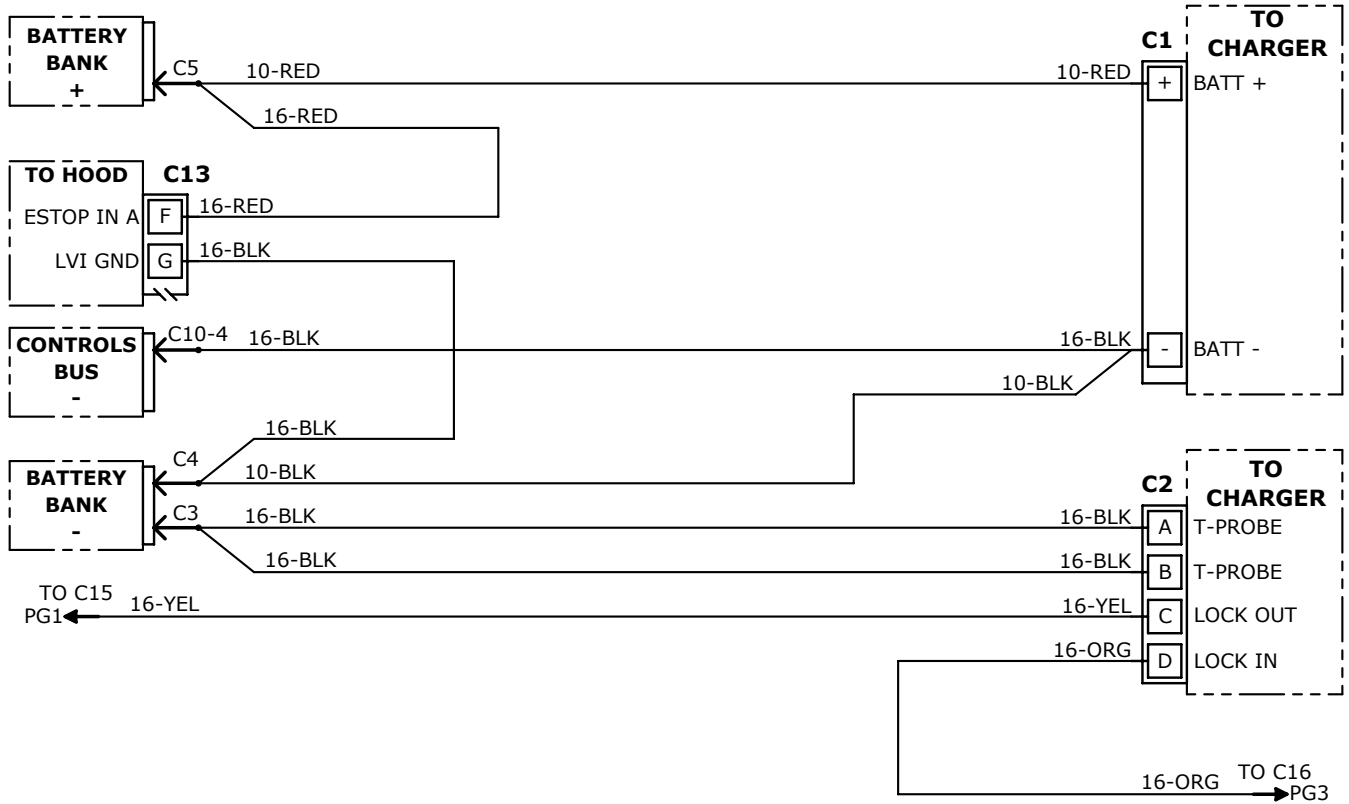 BATTERY
BANK
+
C5
10-RED
10-RED
C1
+
TO
CHARGER
BATT +
16-RED
TO HOOD
C13
ESTOP IN A
F
16-RED
LVI GND
G
16-BLK
CONTROLS
BUS
-
C10-4
16-BLK
16-BLK
-
BATT -
10-BLK
16-BLK
BATTERY
BANK
-
C4
10-BLK
C3
16-BLK
16-BLK
C2
TO
CHARGER
A
T-PROBE
16-BLK
16-BLK
B
T-PROBE
TO C15
PG1
16-YEL
16-YEL
C
LOCK OUT
16-ORG
D
LOCK IN
16-ORG
TO C16
PG3